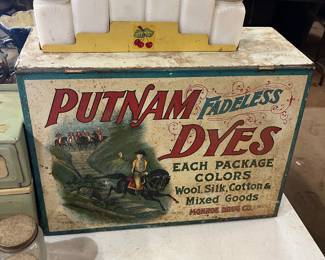 PUTNAM FADELESS
DYES
EACH PACKAGE
COLORS
Wool, Silk, Cotton &
Mixed Goods
MONROE DRUG CO.